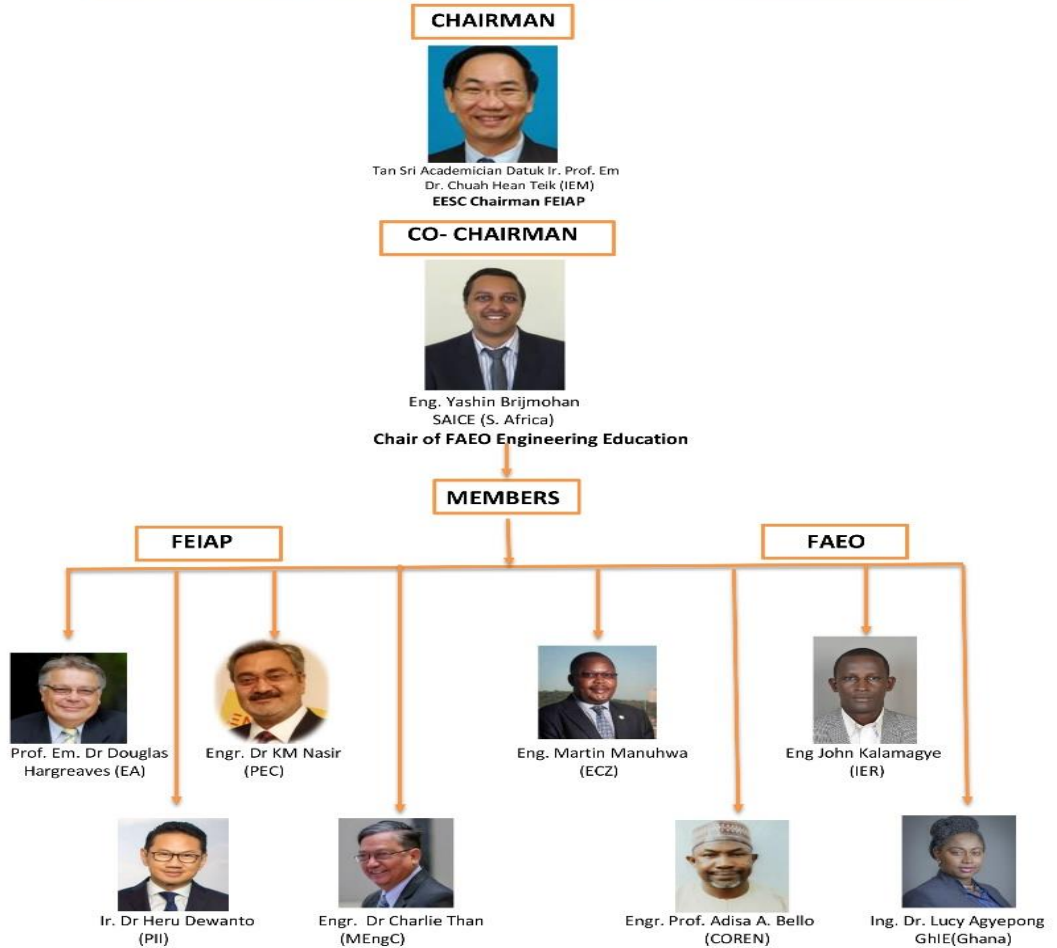 CHAIRMAN
Tan Sri Academician Datuk Ir. Prof. Em
Dr. Chuah Hean Teik (IEM)
EESC Chairman FEIAP
CO- CHAIRMAN
Eng. Yashin Brijmohan
SAICE (S. Africa)
Chair of FAEO Engineering Education
MEMBERS
FEIAP
FAEO
Prof. Em. Dr Douglas
Hargreaves (EA)
Engr. Dr KM Nasir
(PEC)
Eng. Martin Manuhwa
(ECZ)
Eng John Kalamagye
(IER)
Ir. Dr Heru Dewanto
(PII)
Engr. Dr Charlie Than
(MEngC)
Engr. Prof. Adisa A. Bello
(COREN)
Ing. Dr. Lucy Agyepong
GhIE(Ghana)